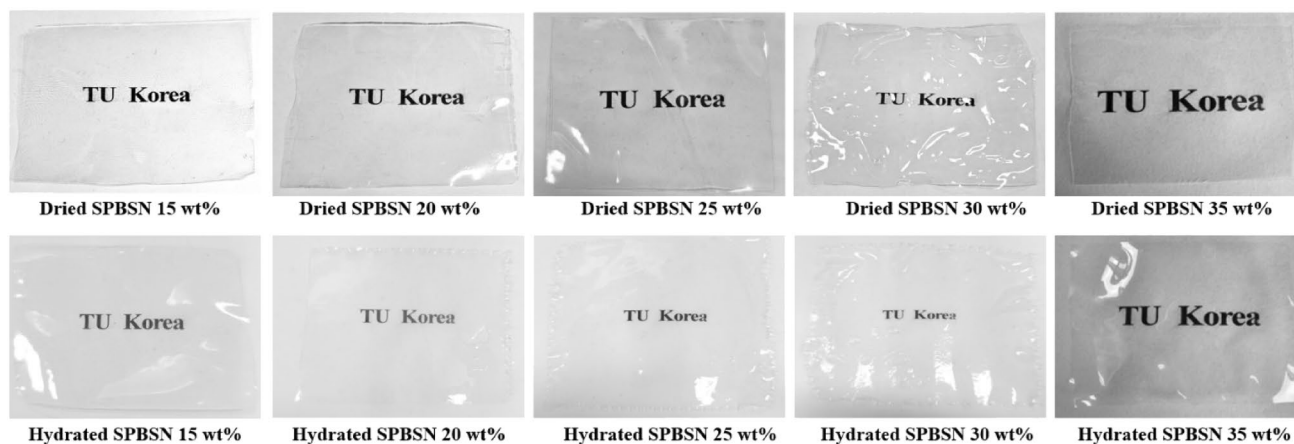 TU Korea
TU Korea
TU Korea
TU Korea
TU Korea
Dried SPBSN 15 wt%
Dried SPBSN 20 wt%
Dried SPBSN 25 wt%
Dried SPBSN 30 wt%
Dried SPBSN 35 wt%
TU Korea
TU Korea
TU Korea
TU Korea
TU Korea
Hydrated SPBSN 15 wt%
Hydrated SPBSN 20 wt%
Hydrated SPBSN 25 wt%
Hydrated SPBSN 30 wt%
Hydrated SPBSN 35 wt%